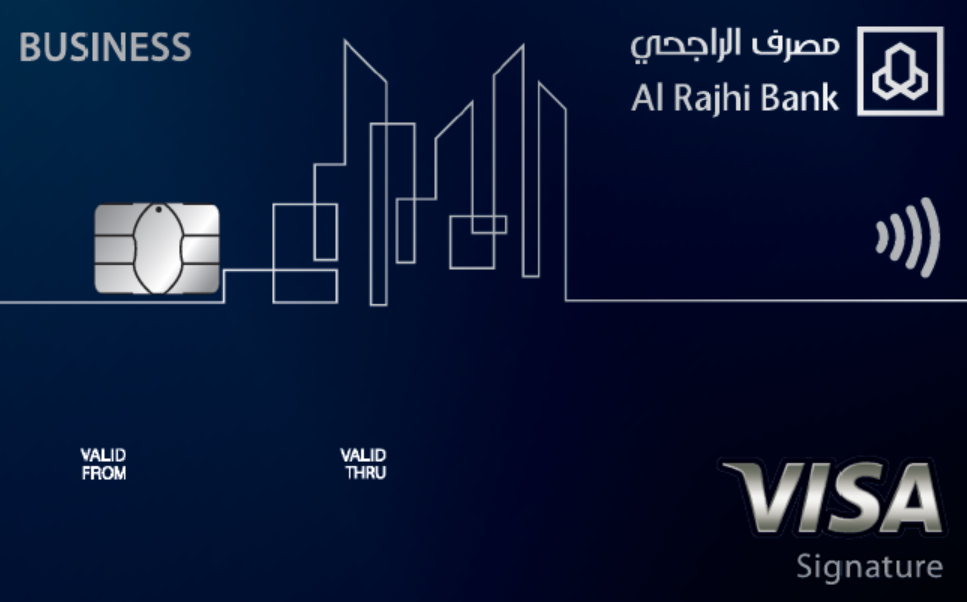 BUSINESS
مصرف الراجحي
Al Rajhi Bank
VALID
FROM
VALID
THRU
VISA
Signature